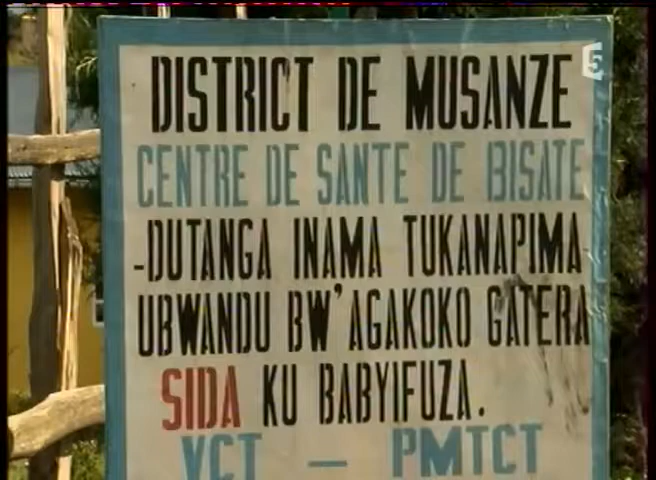 5
DISTRICT DE MUSANZE
CENTRE DE SANTE DE BISATE
-DUTANGA INAMA TUKANAPIMA
UBWANDU BW'AGAKOKO GATERA
SIDA KU BABYIFUZA.
VCT - PMTCT